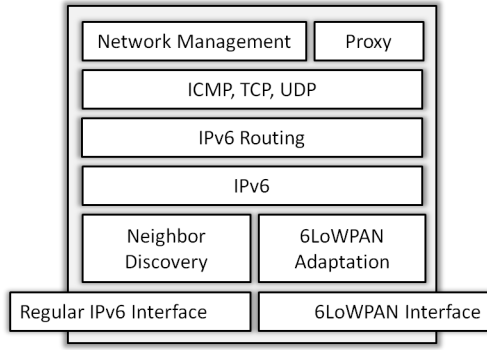 Network Management
Proxy
ICMP, TCP, UDP
IPv6 Routing
IPv6
Neighbor
Discovery
6LoWPAN
Adaptation
Regular IPv6 Interface
6LoWPAN Interface